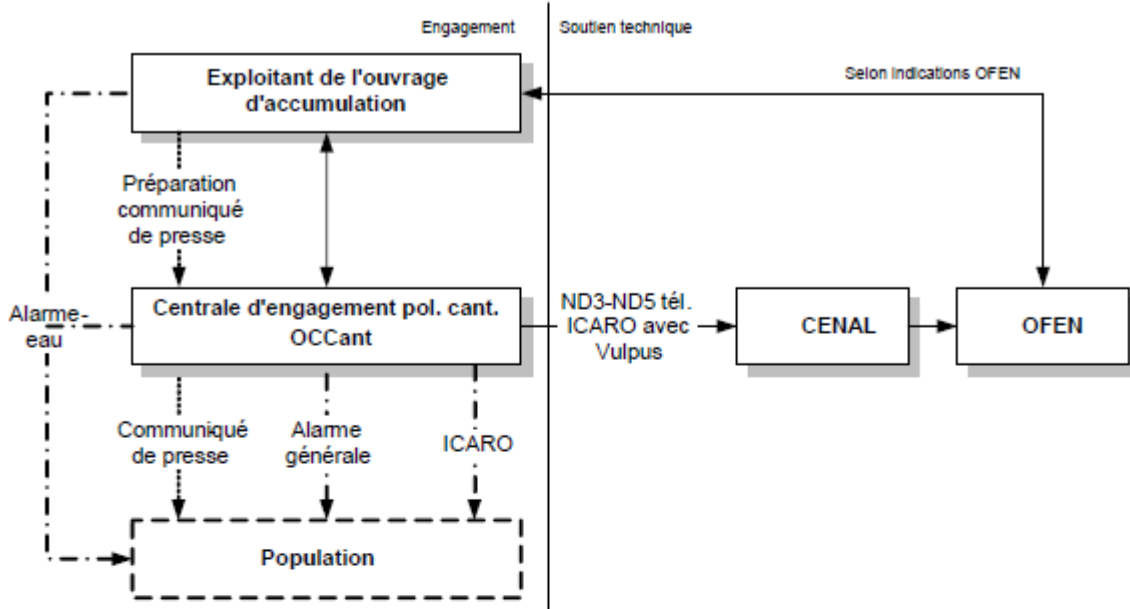 Engagement
Soutien technique
Exploitant de l'ouvrage
d'accumulation
Selon indications OFEN
Préparation
communiqué
de presse
Alarme-
eau
Centrale d'engagement pol. cant.
OCCant
ND3-ND5 tél.
ICARO avec
Vulpus
CENAL
OFEN
Communiqué
de presse
Alarme
générale
ICARO
Population